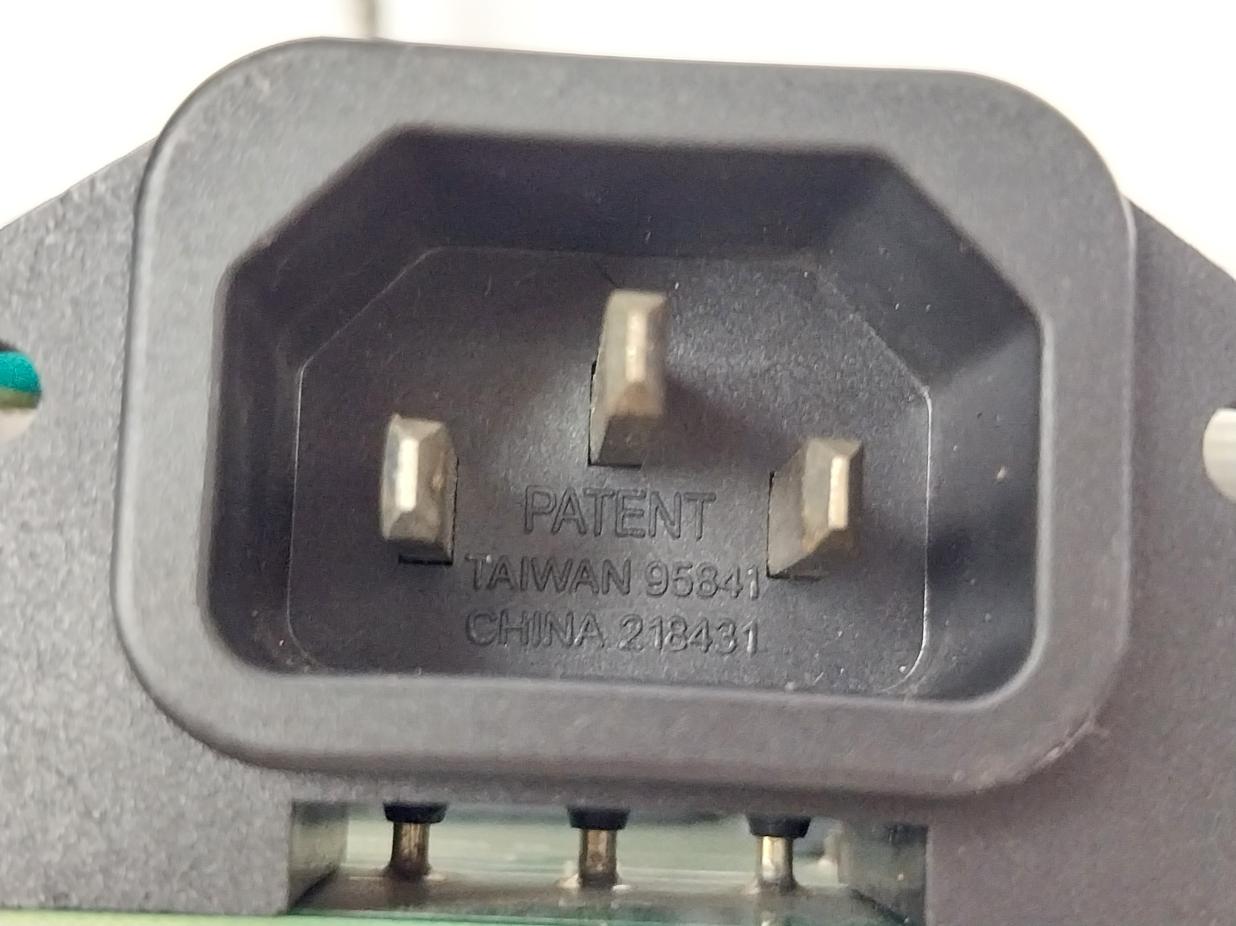 PATENT
TAIWAN 95841
CHINA 218431